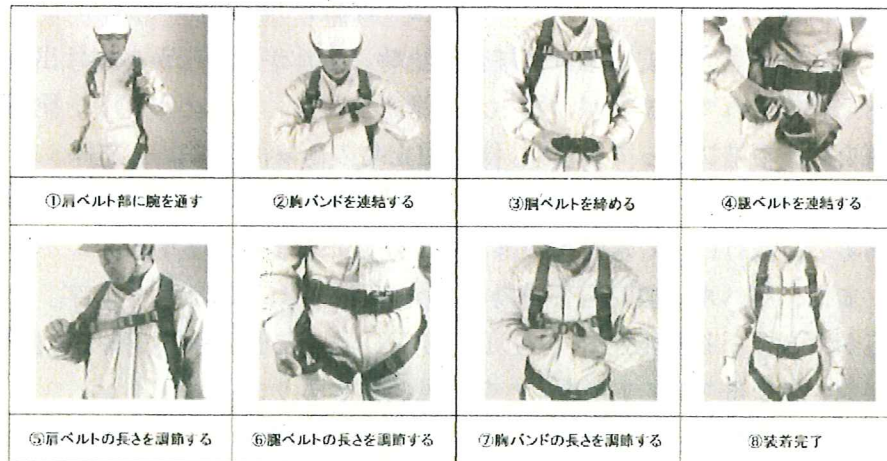 ①肩ベルト部に腕を通す
②胸バンドを連結する
③胴ベルトを締める
④腿ベルトを連結する
⑤肩ベルトの長さを調節する
⑥腿ベルトの長さを調節する
⑦胸バンドの長さを調節する
⑧装着完了